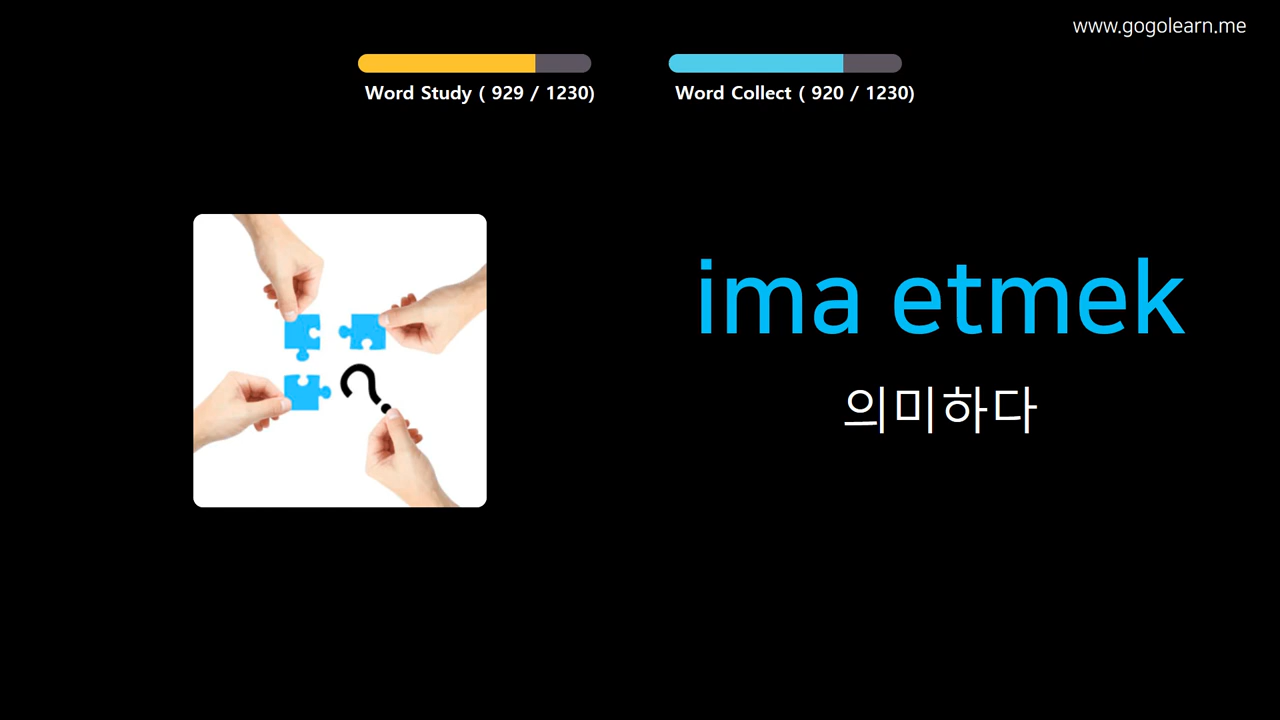 www.gogolearn.me
Word Study ( 929 / 1230)
Word Collect ( 920 / 1230)
ima etmek
의미하다